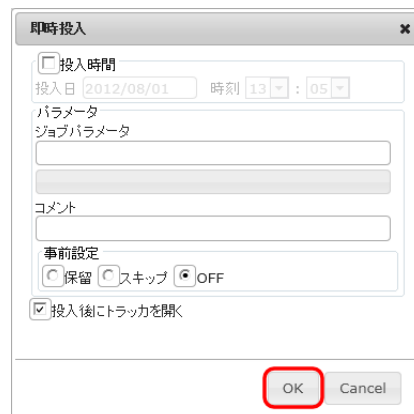 即時投入
投入時間
投入日 2012/08/01 時刻 13 : 05
パラメータ
ジョブパラメータ
コメント
事前設定
保留 スキップ OFF
投入後にトラッカを開く
OK Cancel